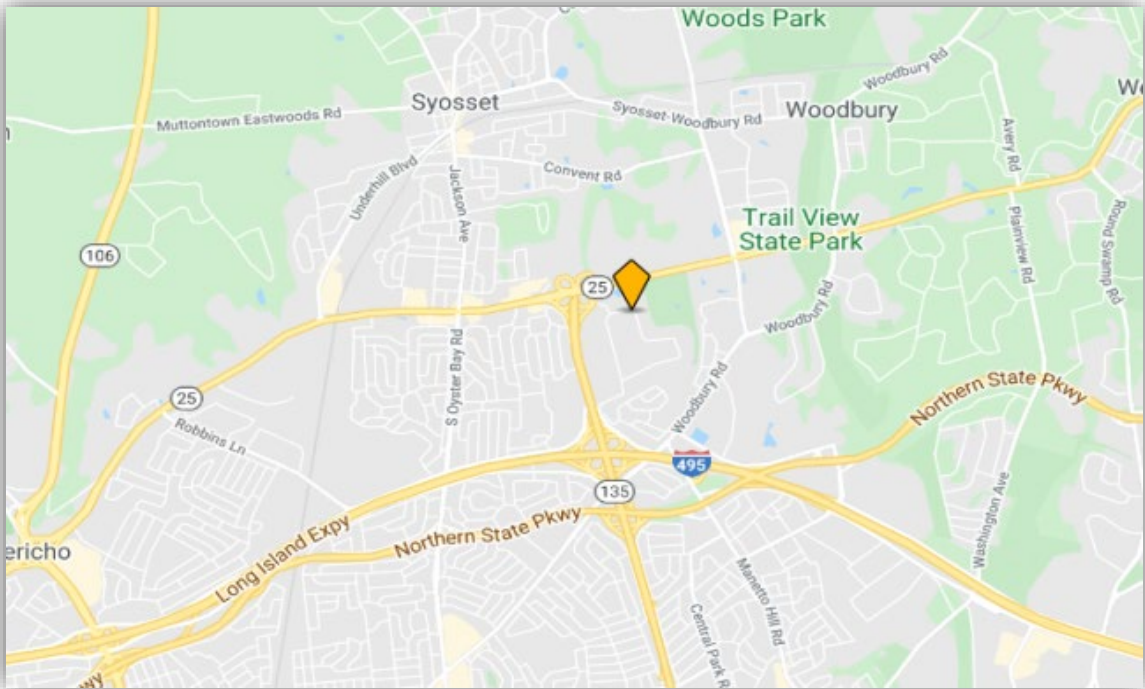 Woods Park
Woodbury Rd
Syosset
Syosset-Woodbury Rd
Woodbury
Muttontown Eastwoods Rd
Avery Rd
Convent Rd
Underhill Blvd
Jackson Ave
Trail View
State Park
Plainview Rd
Round Swamp Rd
106
25
Woodbury Rd
S Oyster Bay Rd
25
Robbins Ln
Woodbury Rd
Northern State Pkwy
495
135
Long Island Expy
Northern State Pkwy
Washington Ave
ericho
Manetto Hill Rd
Central Park R
wy